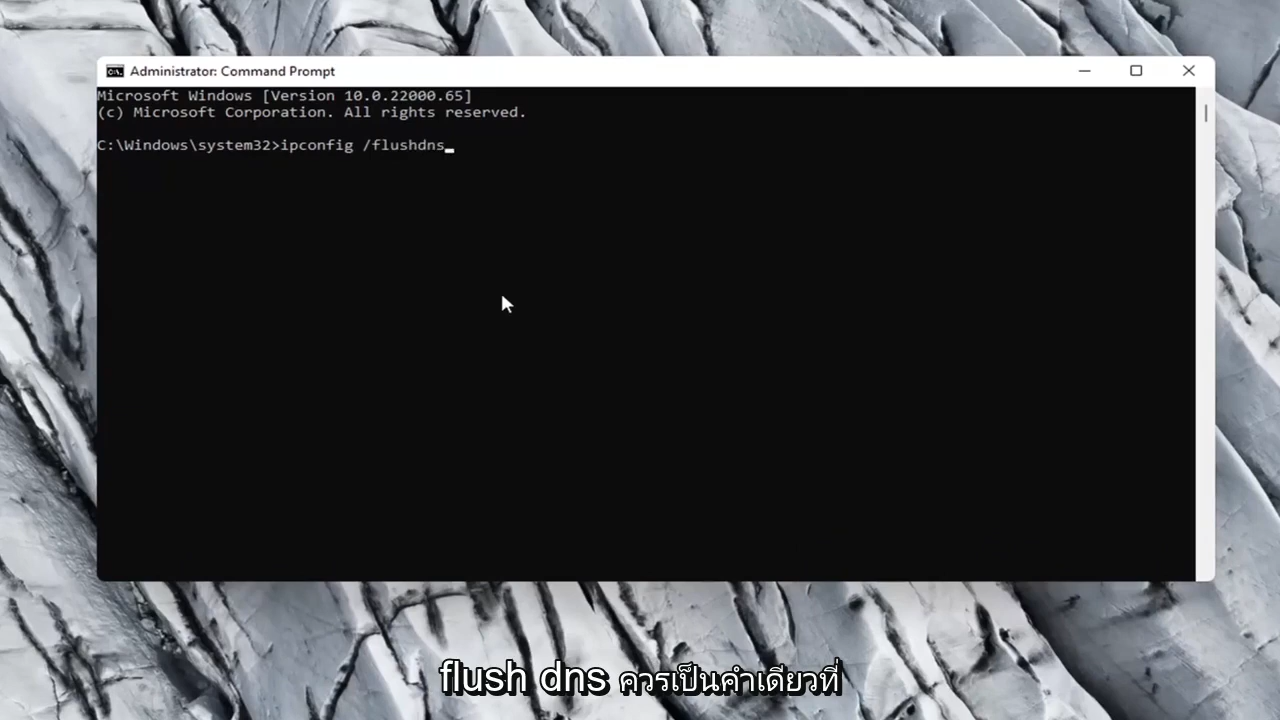 Administrator: Command Prompt
Microsoft Windows [Version 10.0.22000.65]
(c) Microsoft Corporation. All rights reserved.
C:\Windows\system32>ipconfig /flushdns
flush dns ควรเป็นคำเดียวที่